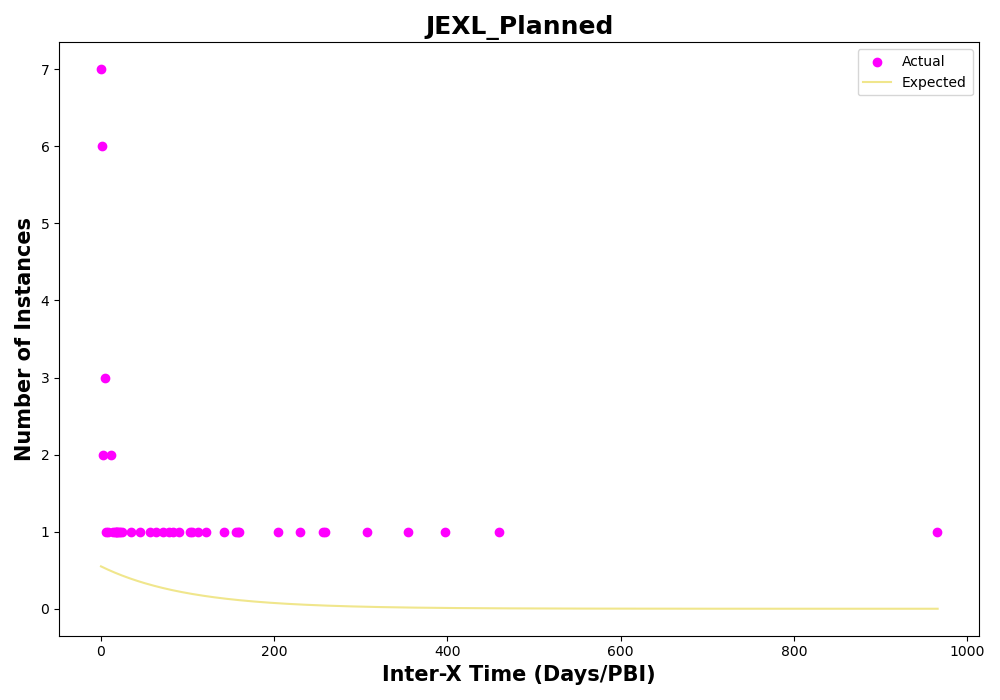 JEXL_Planned
Actual
Expected
7
6
5
4
3
2
1
0
Number of Instances
0 200 400 600 800 1000
Inter-X Time (Days/PBI)